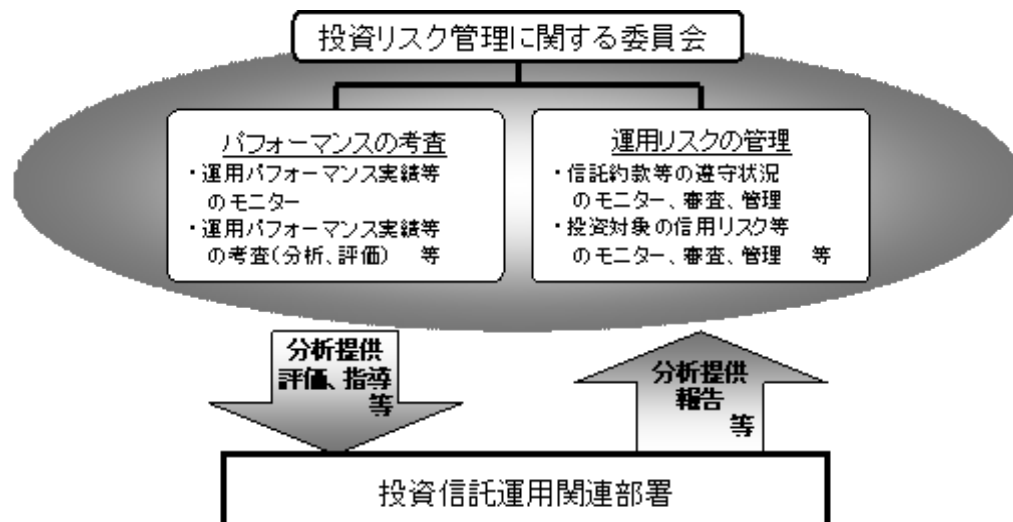 投資リスク管理に関する委員会
パフォーマンスの考査
・運用パフォーマンス実績等
のモニター
・運用パフォーマンス実績等
の考査(分析、評価) 等
運用リスクの管理
・信託約款等の遵守状況
のモニター、審査、管理
・投資対象の信用リスク等
のモニター、審査、管理 等
分析提供
評価、指導
等
分析提供
報告
等
投資信託運用関連部署